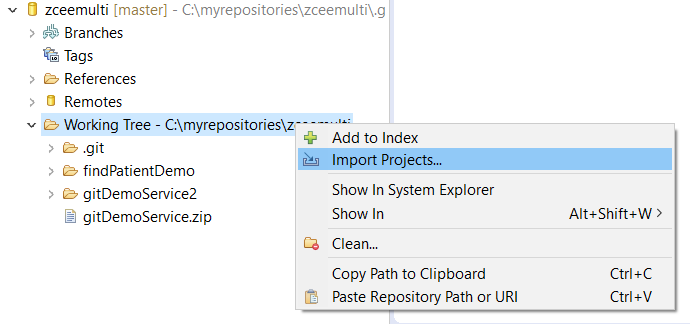 zceemulti [master] - C:\myrepositories\zceemulti\.g
Branches
Tags
References
Remotes
Working Tree - C:\myrepositories\zceemulti
.git
findPatientDemo
gitDemoService2
gitDemoService.zip
Add to Index
Import Projects...
Show In System Explorer
Show In Alt+Shift+W
Clean...
Copy Path to Clipboard Ctrl+C
Paste Repository Path or URI Ctrl+V